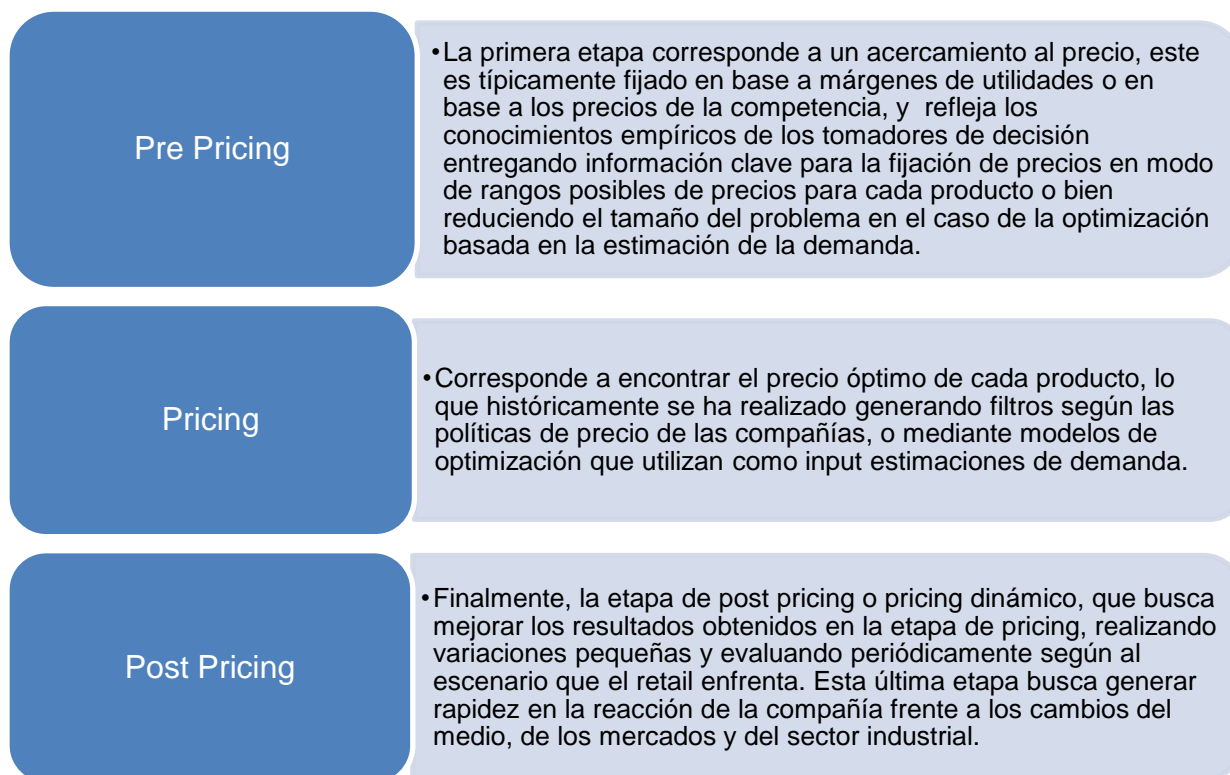 Pre Pricing
•La primera etapa corresponde a un acercamiento al precio, este
es típicamente fijado en base a márgenes de utilidades o en
base a los precios de la competencia, y refleja los
conocimientos empíricos de los tomadores de decisión
entregando información clave para la fijación de precios en modo
de rangos posibles de precios para cada producto o bien
reduciendo el tamaño del problema en el caso de la optimización
basada en la estimación de la demanda.
Pricing
•Corresponde a encontrar el precio óptimo de cada producto, lo
que históricamente se ha realizado generando filtros según las
políticas de precio de las compañías, o mediante modelos de
optimización que utilizan como input estimaciones de demanda.
Post Pricing
•Finalmente, la etapa de post pricing o pricing dinámico, que busca
mejorar los resultados obtenidos en la etapa de pricing, realizando
variaciones pequeñas y evaluando periódicamente según al
escenario que el retail enfrenta. Esta última etapa busca generar
rapidez en la reacción de la compañía frente a los cambios del
medio, de los mercados y del sector industrial.